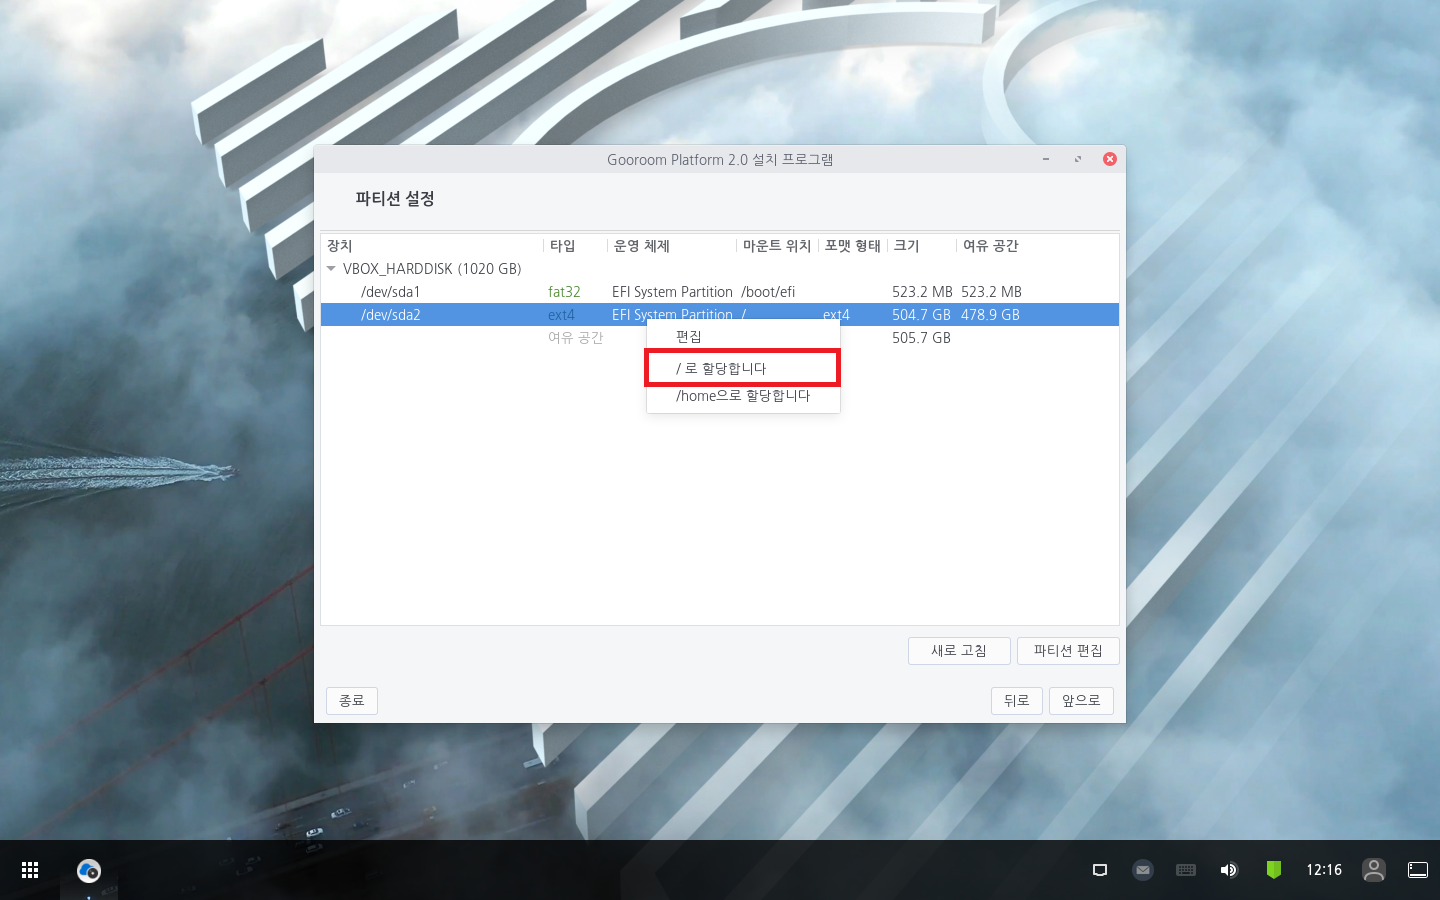 Gooroom Platform 2.0 설치 프로그램
파티션 설정
장치 타입 운영 체제 마운트 위치 포맷 형태 크기 여유 공간
VBOX_HARDDISK (1020 GB)
/dev/sda1 fat32 EFI System Partition /boot/efi 523.2 MB 523.2 MB
/dev/sda2 ext4 EFI System Partition / ext4 504.7 GB 478.9 GB
여유 공간 505.7 GB
편집
/ 로 할당합니다
/home으로 할당합니다
새로 고침 파티션 편집
종료 뒤로 앞으로
12:16